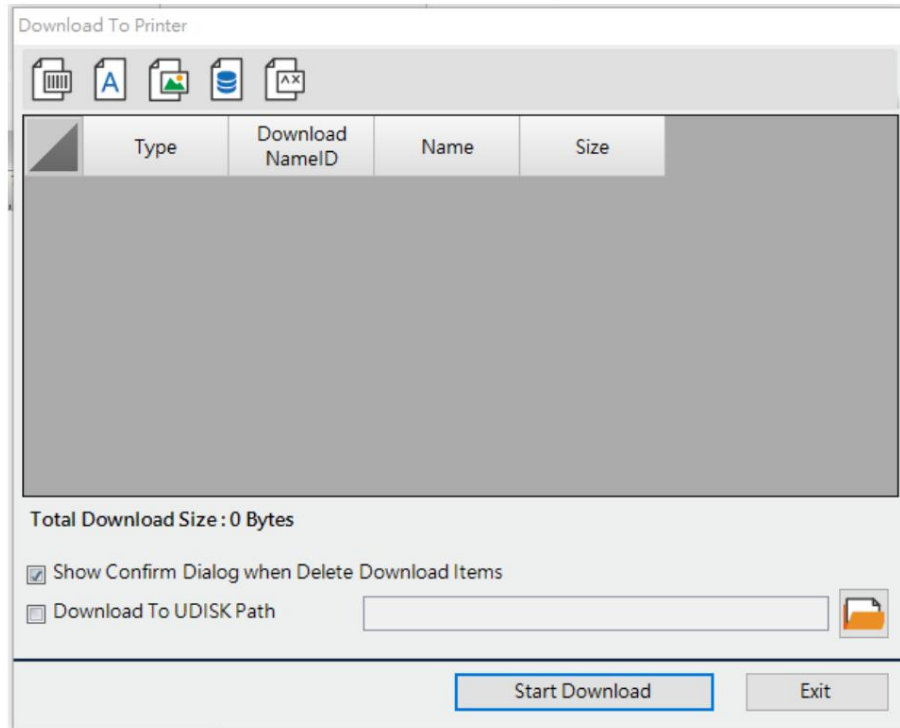 Download To Printer
A
^X
Type
Download
NameID
Name
Size
Total Download Size : 0 Bytes
Show Confirm Dialog when Delete Download Items
Download To UDISK Path
Start Download
Exit